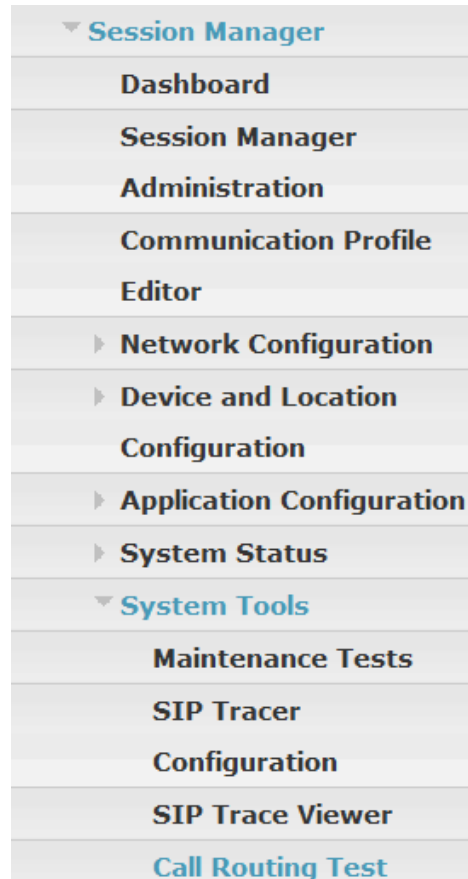 Session Manager
Dashboard
Session Manager
Administration
Communication Profile
Editor
Network Configuration
Device and Location
Configuration
Application Configuration
System Status
System Tools
Maintenance Tests
SIP Tracer
Configuration
SIP Trace Viewer
Call Routing Test